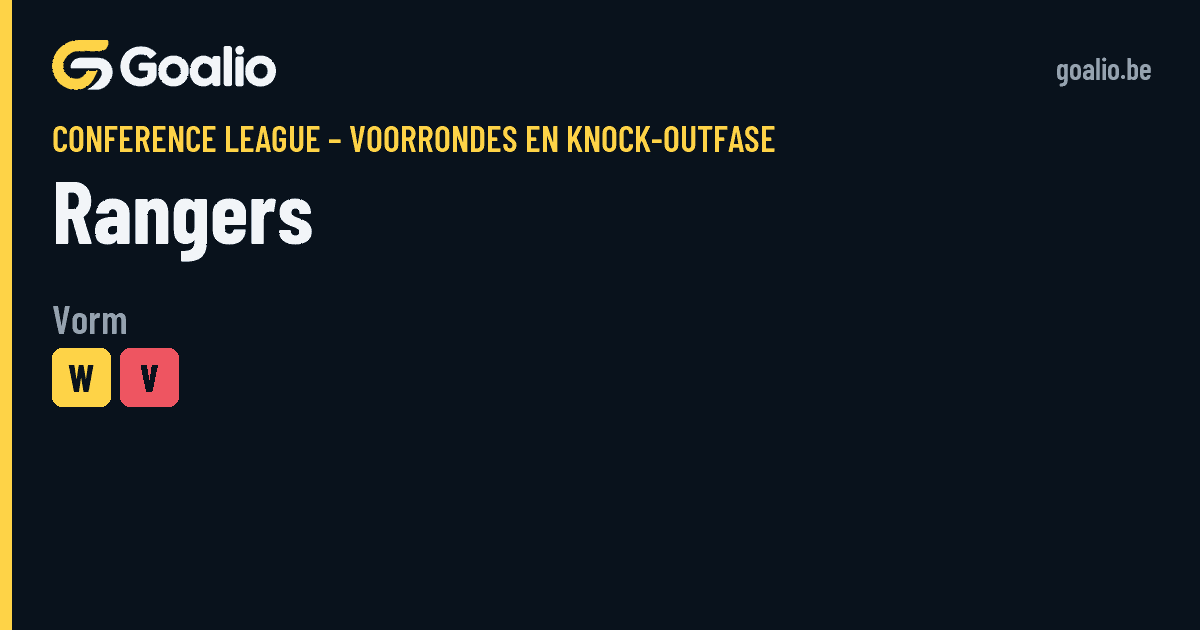 Goalio
goalio.be
CONFERENCE LEAGUE – VOORRONDES EN KNOCK-OUTFASE
Rangers
Vorm
W V